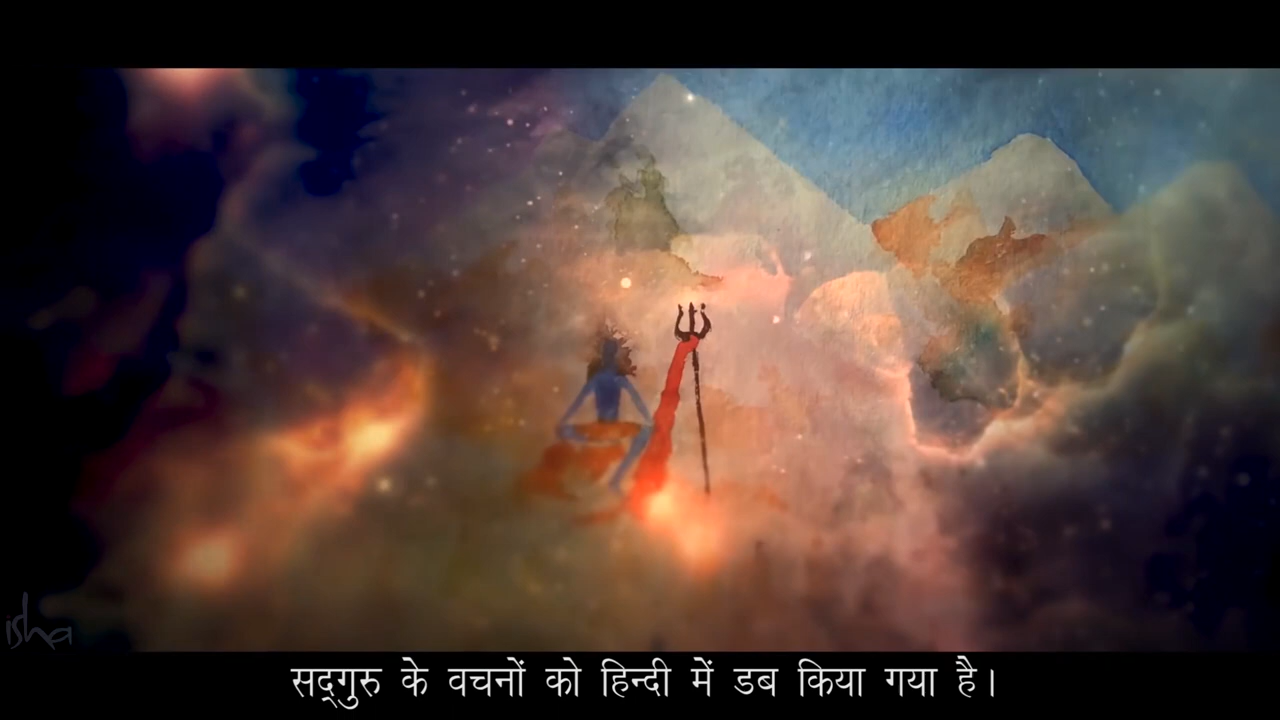 isha
सद्गुरु के वचनों को हिन्दी में डब किया गया है।